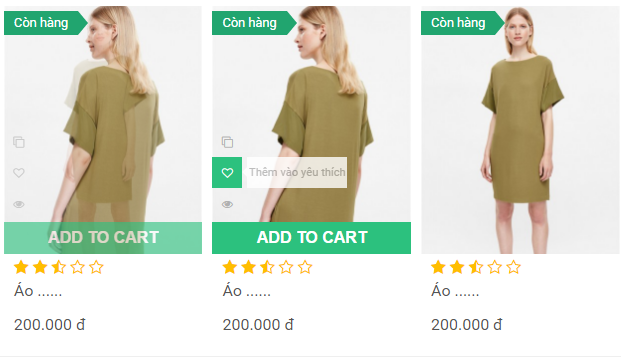 Còn hàng
Còn hàng
Còn hàng
Thêm vào yêu thích
ADD TO CART
ADD TO CART
Áo ......
Áo ......
Áo ......
200.000 đ
200.000 đ
200.000 đ